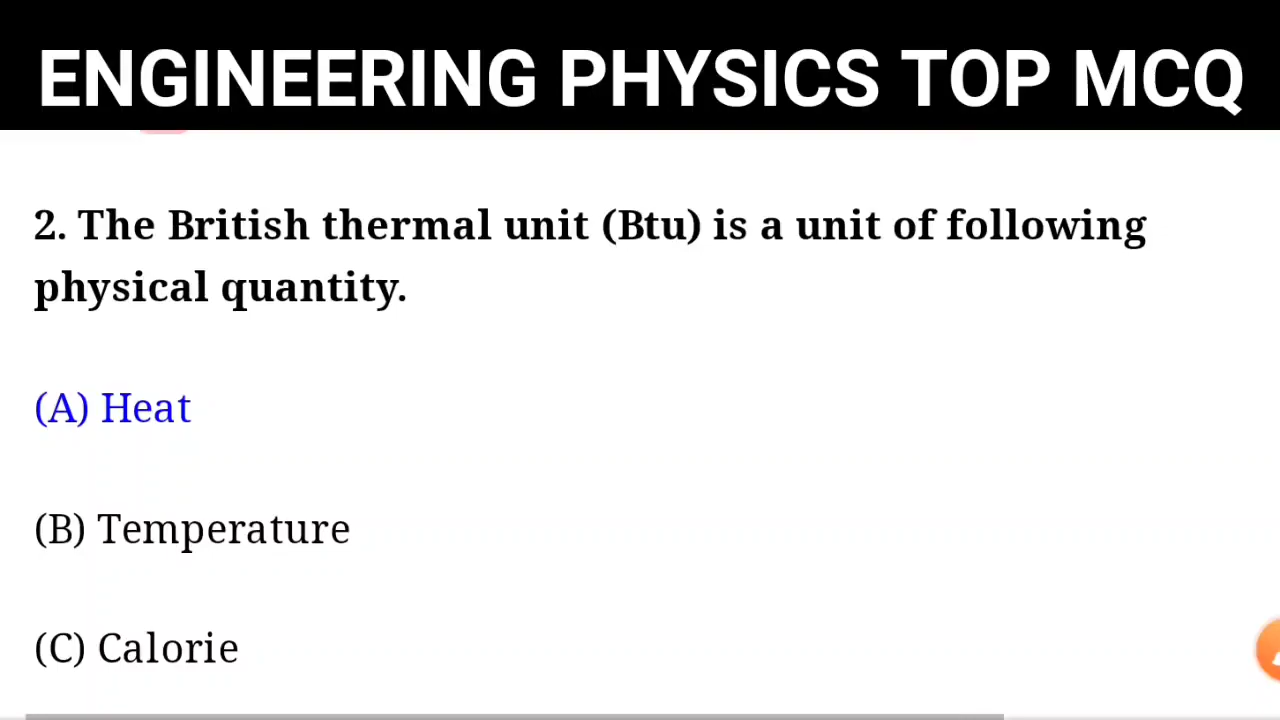 ENGINEERING PHYSICS TOP MCQ
2. The British thermal unit (Btu) is a unit of following
physical quantity.
(A) Heat
(B) Temperature
(C) Calorie